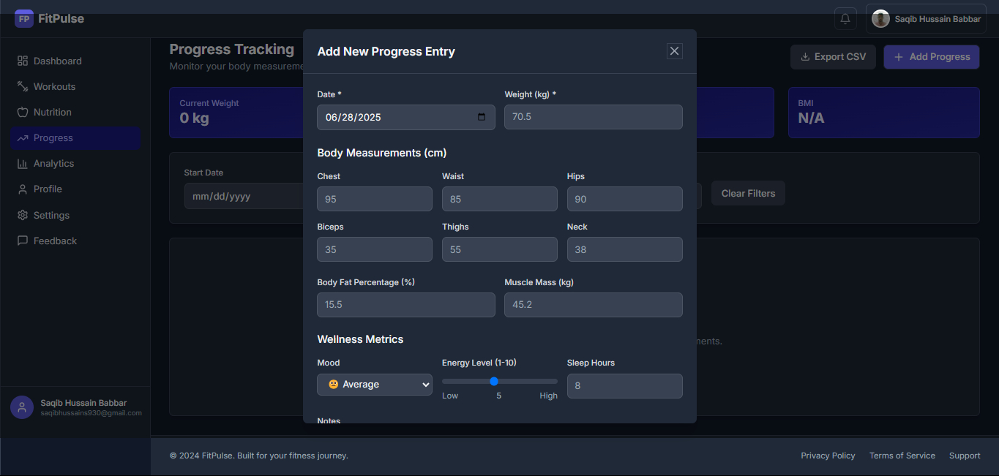 FP FitPulse
Saqib Hussain Babbar
Dashboard
Workouts
Nutrition
Progress
Analytics
Profile
Settings
Feedback
Saqib Hussain Babbar
saqibhussains930@gmail.com
Progress Tracking
Monitor your body measureme
Export CSV
+ Add Progress
Current Weight
0 kg
BMI
N/A
Start Date
mm/dd/yyyy
Clear Filters
ments.
Add New Progress Entry
Date * Weight (kg) *
06/28/2025 70.5
Body Measurements (cm)
Chest Waist Hips
95 85 90
Biceps Thighs Neck
35 55 38
Body Fat Percentage (%) Muscle Mass (kg)
15.5 45.2
Wellness Metrics
Mood Energy Level (1-10) Sleep Hours
😐 Average 8
Low 5 High
Notes
© 2024 FitPulse. Built for your fitness journey.
Privacy Policy Terms of Service Support